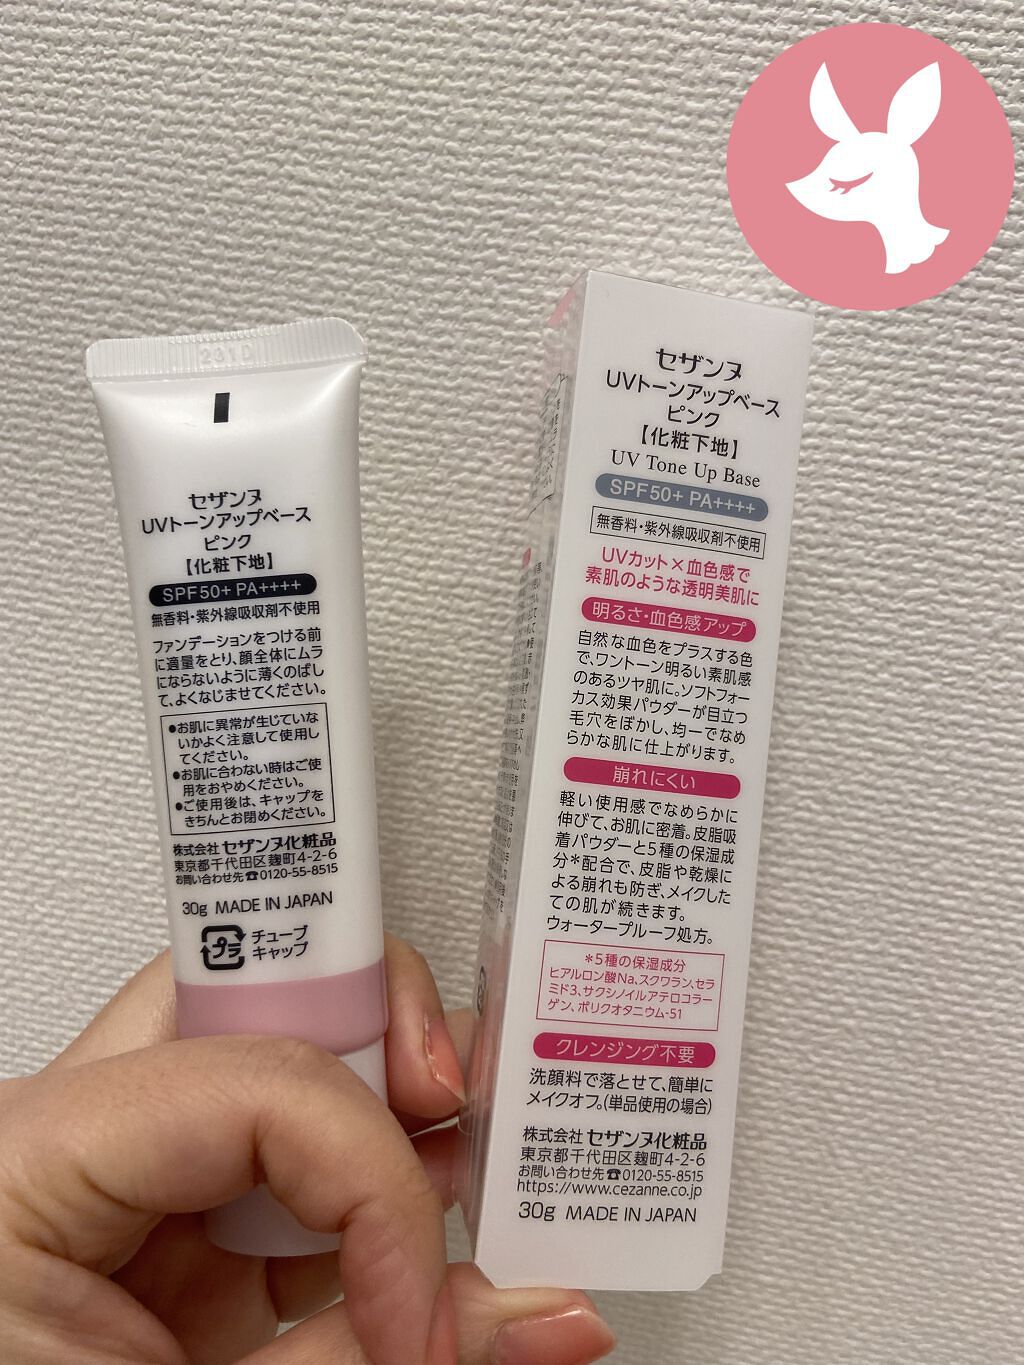 231D
セザンヌ
UVトーンアップベース
ピンク
【化粧下地】
SPF50+ PA++++
無香料・紫外線吸収剤不使用
ファンデーションをつける前
に適量をとり、顔全体にムラ
にならないように薄くのばし
て、よくなじませてください。
●お肌に異常が生じていな
いかよく注意して使用し
てください。
●お肌に合わない時はご使
用をおやめください。
●ご使用後は、キャップを
きちんとお閉めください。
株式会社 セザンヌ化粧品
東京都千代田区麹町4-2-6
お問い合わせ先☎0120-55-8515
30g MADE IN JAPAN
プラ
チューブ
キャップ
セザンヌ
UVトーンアップベース
ピンク
【化粧下地】
UV Tone Up Base
SPF50+ PA++++
無香料・紫外線吸収剤不使用
UVカット×血色感で
素肌のような透明美肌に
明るさ・血色感アップ
自然な血色をプラスする色
で、ワントーン明るい素肌感
のあるツヤ肌に。ソフトフォー
カス効果パウダーが目立つ
毛穴をぼかし、均一でなめ
らかな肌に仕上がります。
崩れにくい
軽い使用感でなめらかに
伸びて、お肌に密着。皮脂吸
着パウダーと5種の保湿成
分*配合で、皮脂や乾燥に
よる崩れも防ぎ、メイクした
ての肌が続きます。
ウォータープルーフ処方。
*5種の保湿成分
ヒアルロン酸Na、スクワラン、セラ
ミド3、サクシノイルアテロコラー
ゲン、ポリクオタニウム-51
クレンジング不要
洗顔料で落とせて、簡単に
メイクオフ。(単品使用の場合)
株式会社 セザンヌ化粧品
東京都千代田区麹町4-2-6
お問い合わせ先☎0120-55-8515
https://www.cezanne.co.jp
30g MADE IN JAPAN